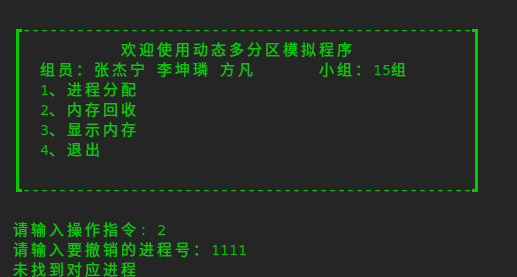 欢迎使用动态多分区模拟程序
组员：张杰宁 李坤璘 方凡 小组：15组
1、进程分配
2、内存回收
3、显示内存
4、退出
请输入操作指令：2
请输入要撤销的进程号：1111
未找到对应进程